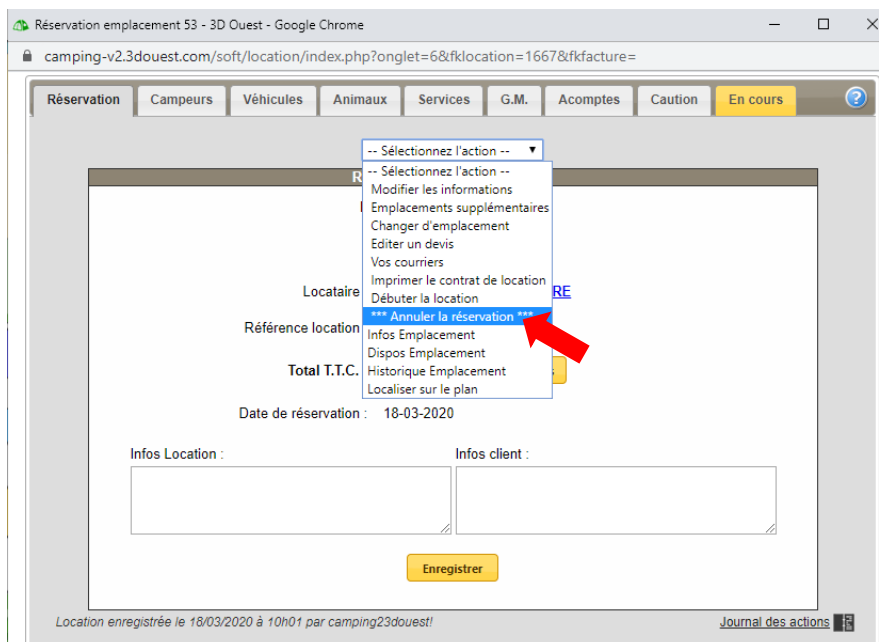 Réservation emplacement 53 - 3D Ouest - Google Chrome
camping-v2.3douest.com/soft/location/index.php?onglet=6&fklocation=1667&fkfacture=
Réservation Campeurs Véhicules Animaux Services G.M. Acomptes Caution En cours ?
-- Sélectionnez l'action --
-- Sélectionnez l'action --
Modifier les informations
Emplacements supplémentaires
Changer d'emplacement
Editer un devis
Vos courriers
Imprimer le contrat de location
Locataire Débuter la location RE
*** Annuler la réservation ***
Référence location Infos Emplacement
Dispos Emplacement
Total T.T.C. Historique Emplacement
Localiser sur le plan
Date de réservation : 18-03-2020
Infos Location : Infos client :
Enregistrer
Location enregistrée le 18/03/2020 à 10h01 par camping23douest! Journal des actions